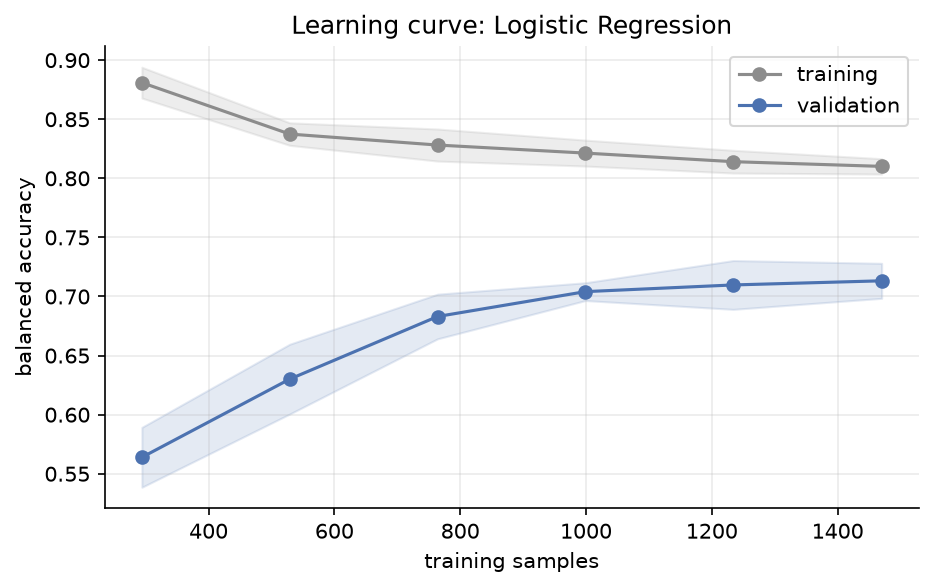 Learning curve: Logistic Regression
training
validation
balanced accuracy
0.90
0.85
0.80
0.75
0.70
0.65
0.60
0.55
400 600 800 1000 1200 1400
training samples